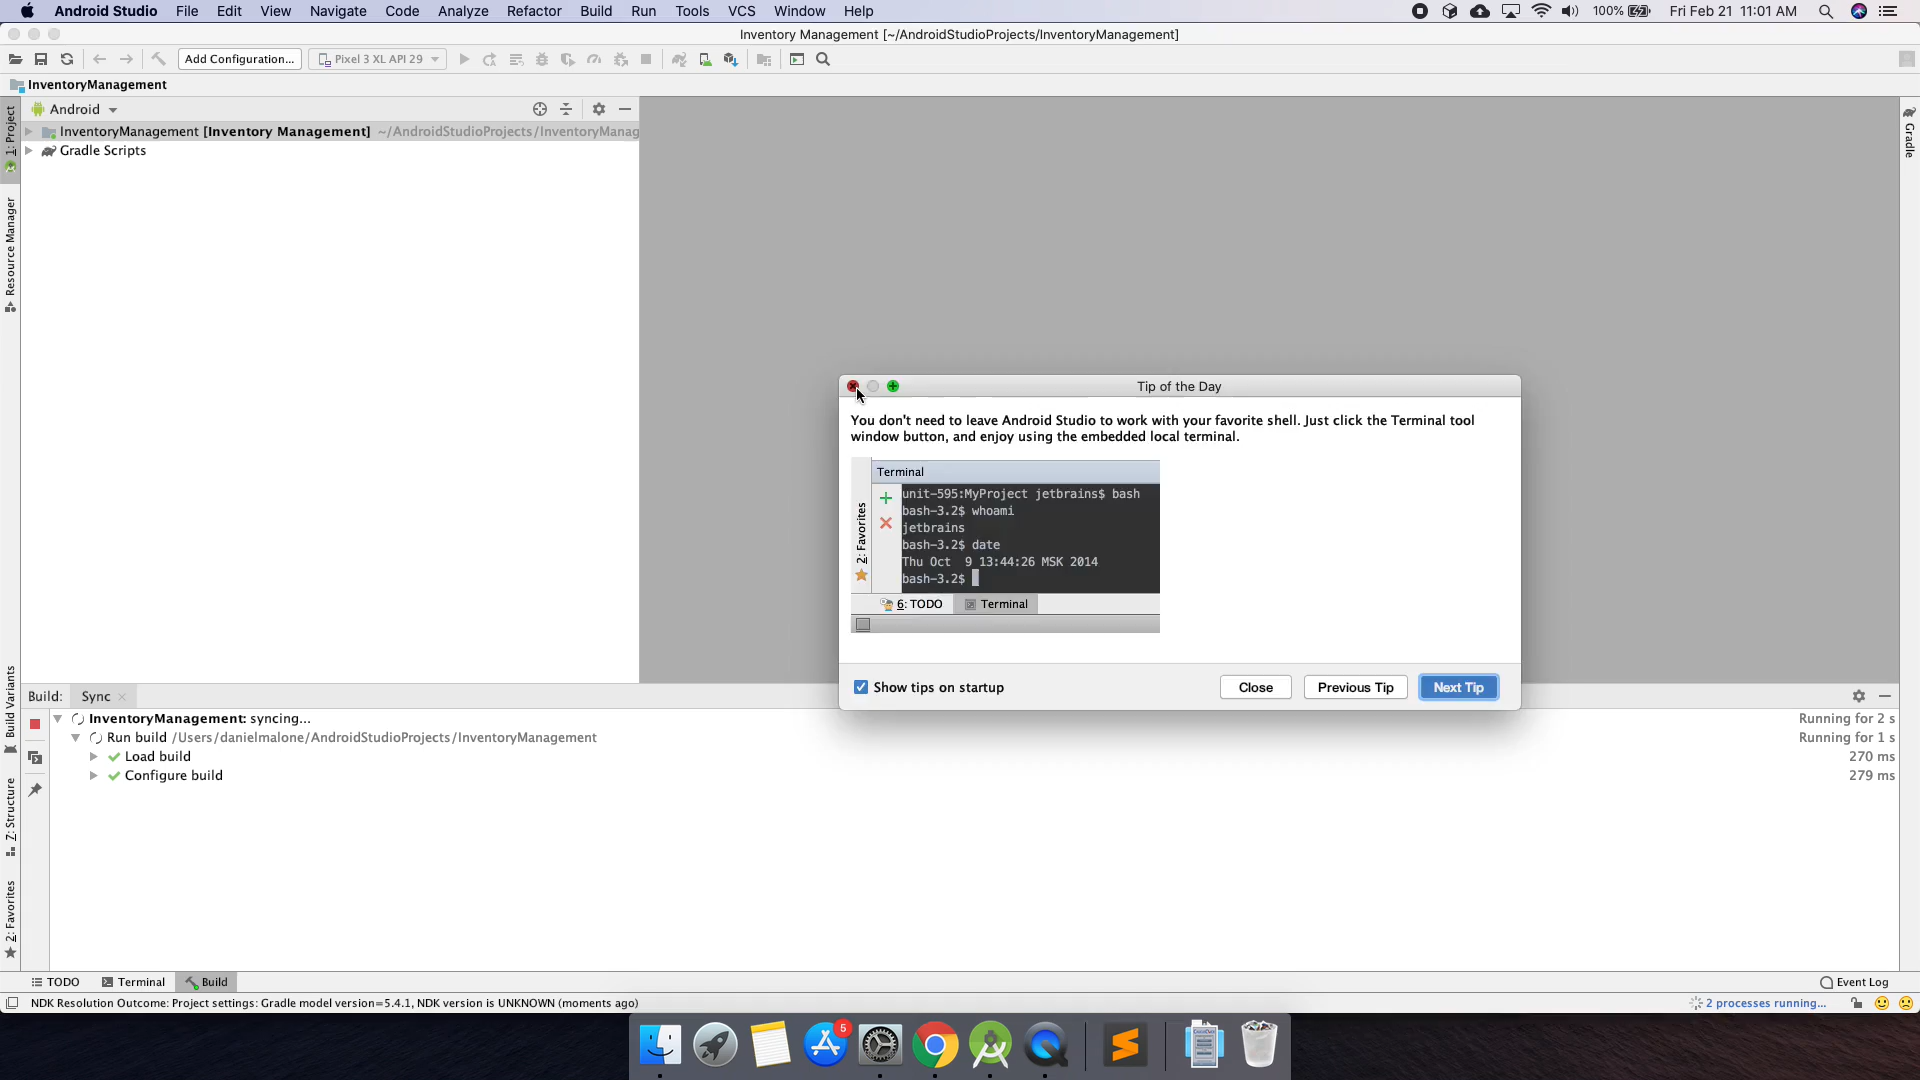 Android Studio File Edit View Navigate Code Analyze Refactor Build Run Tools VCS Window Help 100% Fri Feb 21 11:01 AM
Inventory Management [~/AndroidStudioProjects/InventoryManagement]
Add Configuration... Pixel 3 XL API 29
InventoryManagement
Android
InventoryManagement [Inventory Management] ~/AndroidStudioProjects/InventoryManag
Gradle Scripts
1: Project
Resource Manager
Build Variants
Z: Structure
2: Favorites
Gradle
Tip of the Day
You don't need to leave Android Studio to work with your favorite shell. Just click the Terminal tool
window button, and enjoy using the embedded local terminal.
Terminal
unit-595:MyProject jetbrains$ bash
bash-3.2$ whoami
jetbrains
bash-3.2$ date
Thu Oct  9 13:44:26 MSK 2014
bash-3.2$
2: Favorites
6: TODO Terminal
Show tips on startup Close Previous Tip Next Tip
Build: Sync
InventoryManagement: syncing... Running for 2 s
Run build /Users/danielmalone/AndroidStudioProjects/InventoryManagement Running for 1 s
Load build 270 ms
Configure build 279 ms
TODO Terminal Build Event Log
NDK Resolution Outcome: Project settings: Gradle model version=5.4.1, NDK version is UNKNOWN (moments ago) 2 processes running...
5